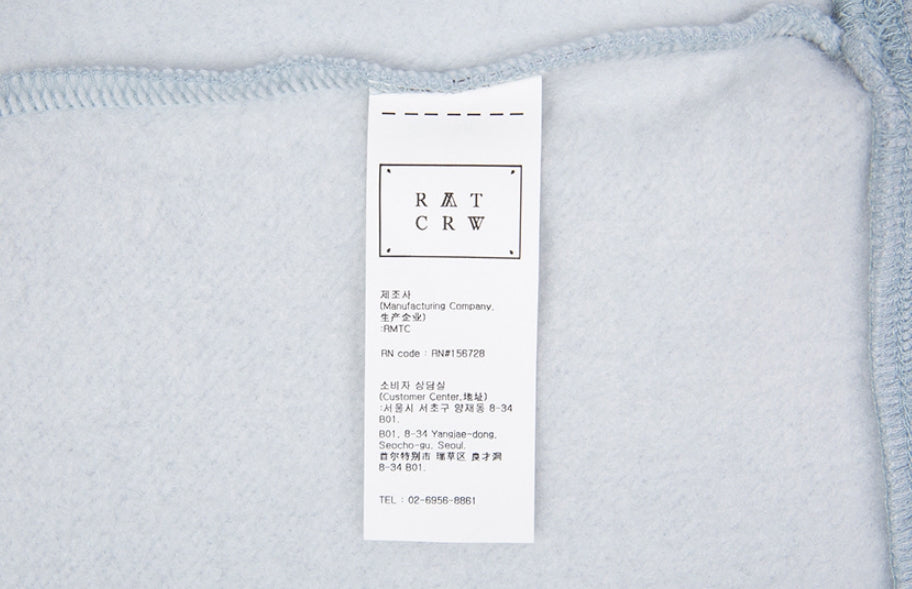 RMT
CRW
제조사
(Manufacturing Company,
生产企业)
:RMTC
RN code : RN#156728
소비자 상담실
(Customer Center,地址)
:서울시 서초구 양재동 8-34
B01.
B01, 8-34 Yangjae-dong,
Seocho-gu, Seoul.
首尔特别市 瑞草区 良才洞
8-34 B01.
TEL : 02-6956-8861